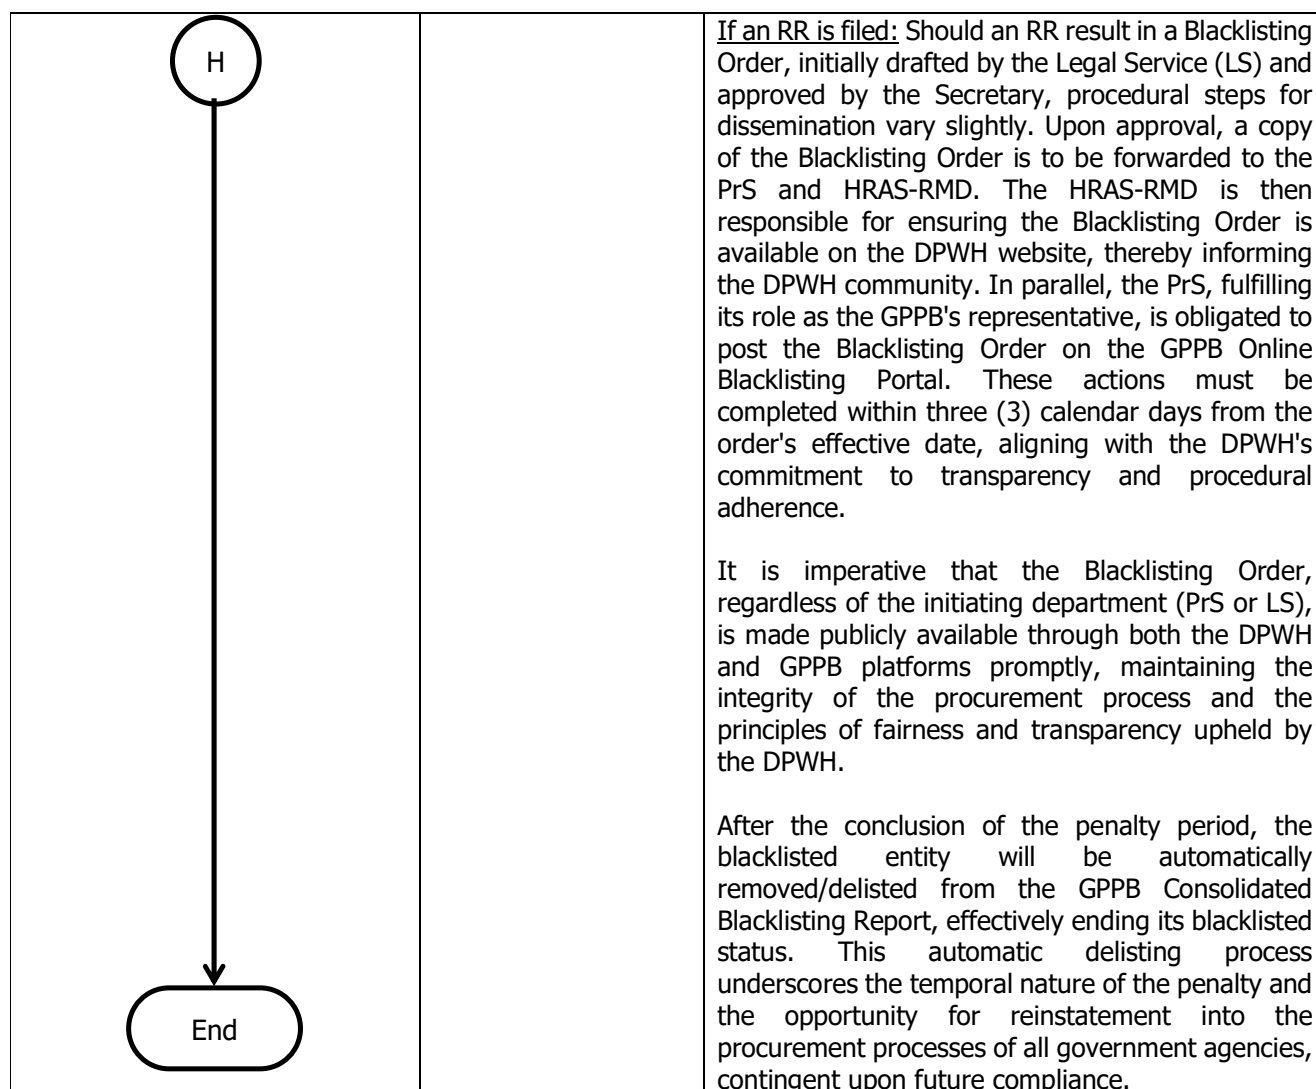 H
If an RR is filed: Should an RR result in a Blacklisting
Order, initially drafted by the Legal Service (LS) and
approved by the Secretary, procedural steps for
dissemination vary slightly. Upon approval, a copy
of the Blacklisting Order is to be forwarded to the
PrS and HRAS-RMD. The HRAS-RMD is then
responsible for ensuring the Blacklisting Order is
available on the DPWH website, thereby informing
the DPWH community. In parallel, the PrS, fulfilling
its role as the GPPB's representative, is obligated to
post the Blacklisting Order on the GPPB Online
Blacklisting Portal. These actions must be
completed within three (3) calendar days from the
order's effective date, aligning with the DPWH's
commitment to transparency and procedural
adherence.
It is imperative that the Blacklisting Order,
regardless of the initiating department (PrS or LS),
is made publicly available through both the DPWH
and GPPB platforms promptly, maintaining the
integrity of the procurement process and the
principles of fairness and transparency upheld by
the DPWH.
After the conclusion of the penalty period, the
blacklisted entity will be automatically
removed/delisted from the GPPB Consolidated
Blacklisting Report, effectively ending its blacklisted
status. This automatic delisting process
underscores the temporal nature of the penalty and
the opportunity for reinstatement into the
procurement processes of all government agencies,
contingent upon future compliance.
End